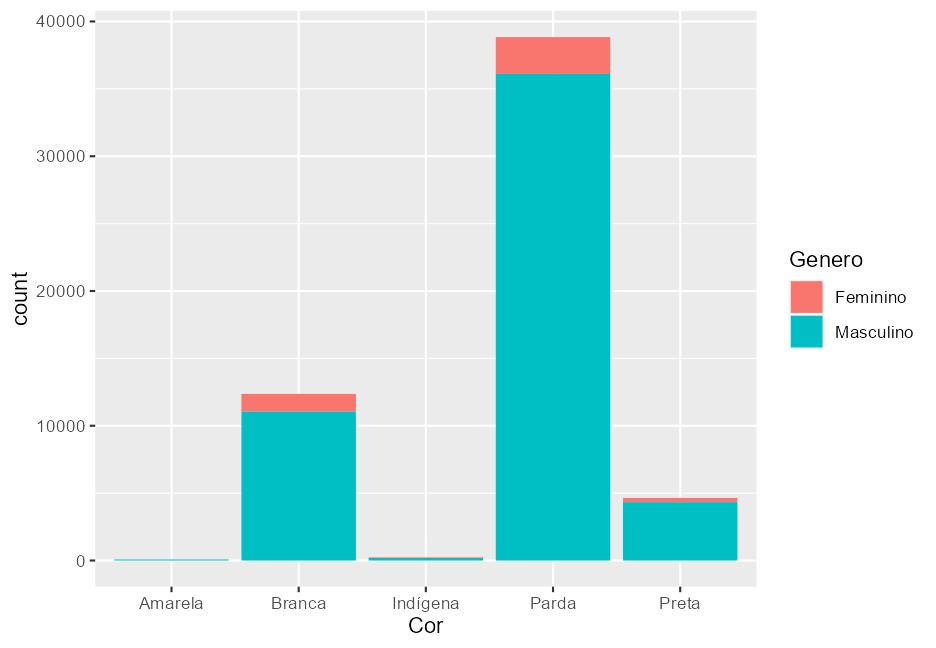 40000
30000
20000
10000
0
count
Amarela Branca Indígena Parda Preta
Cor
Genero
Feminino
Masculino